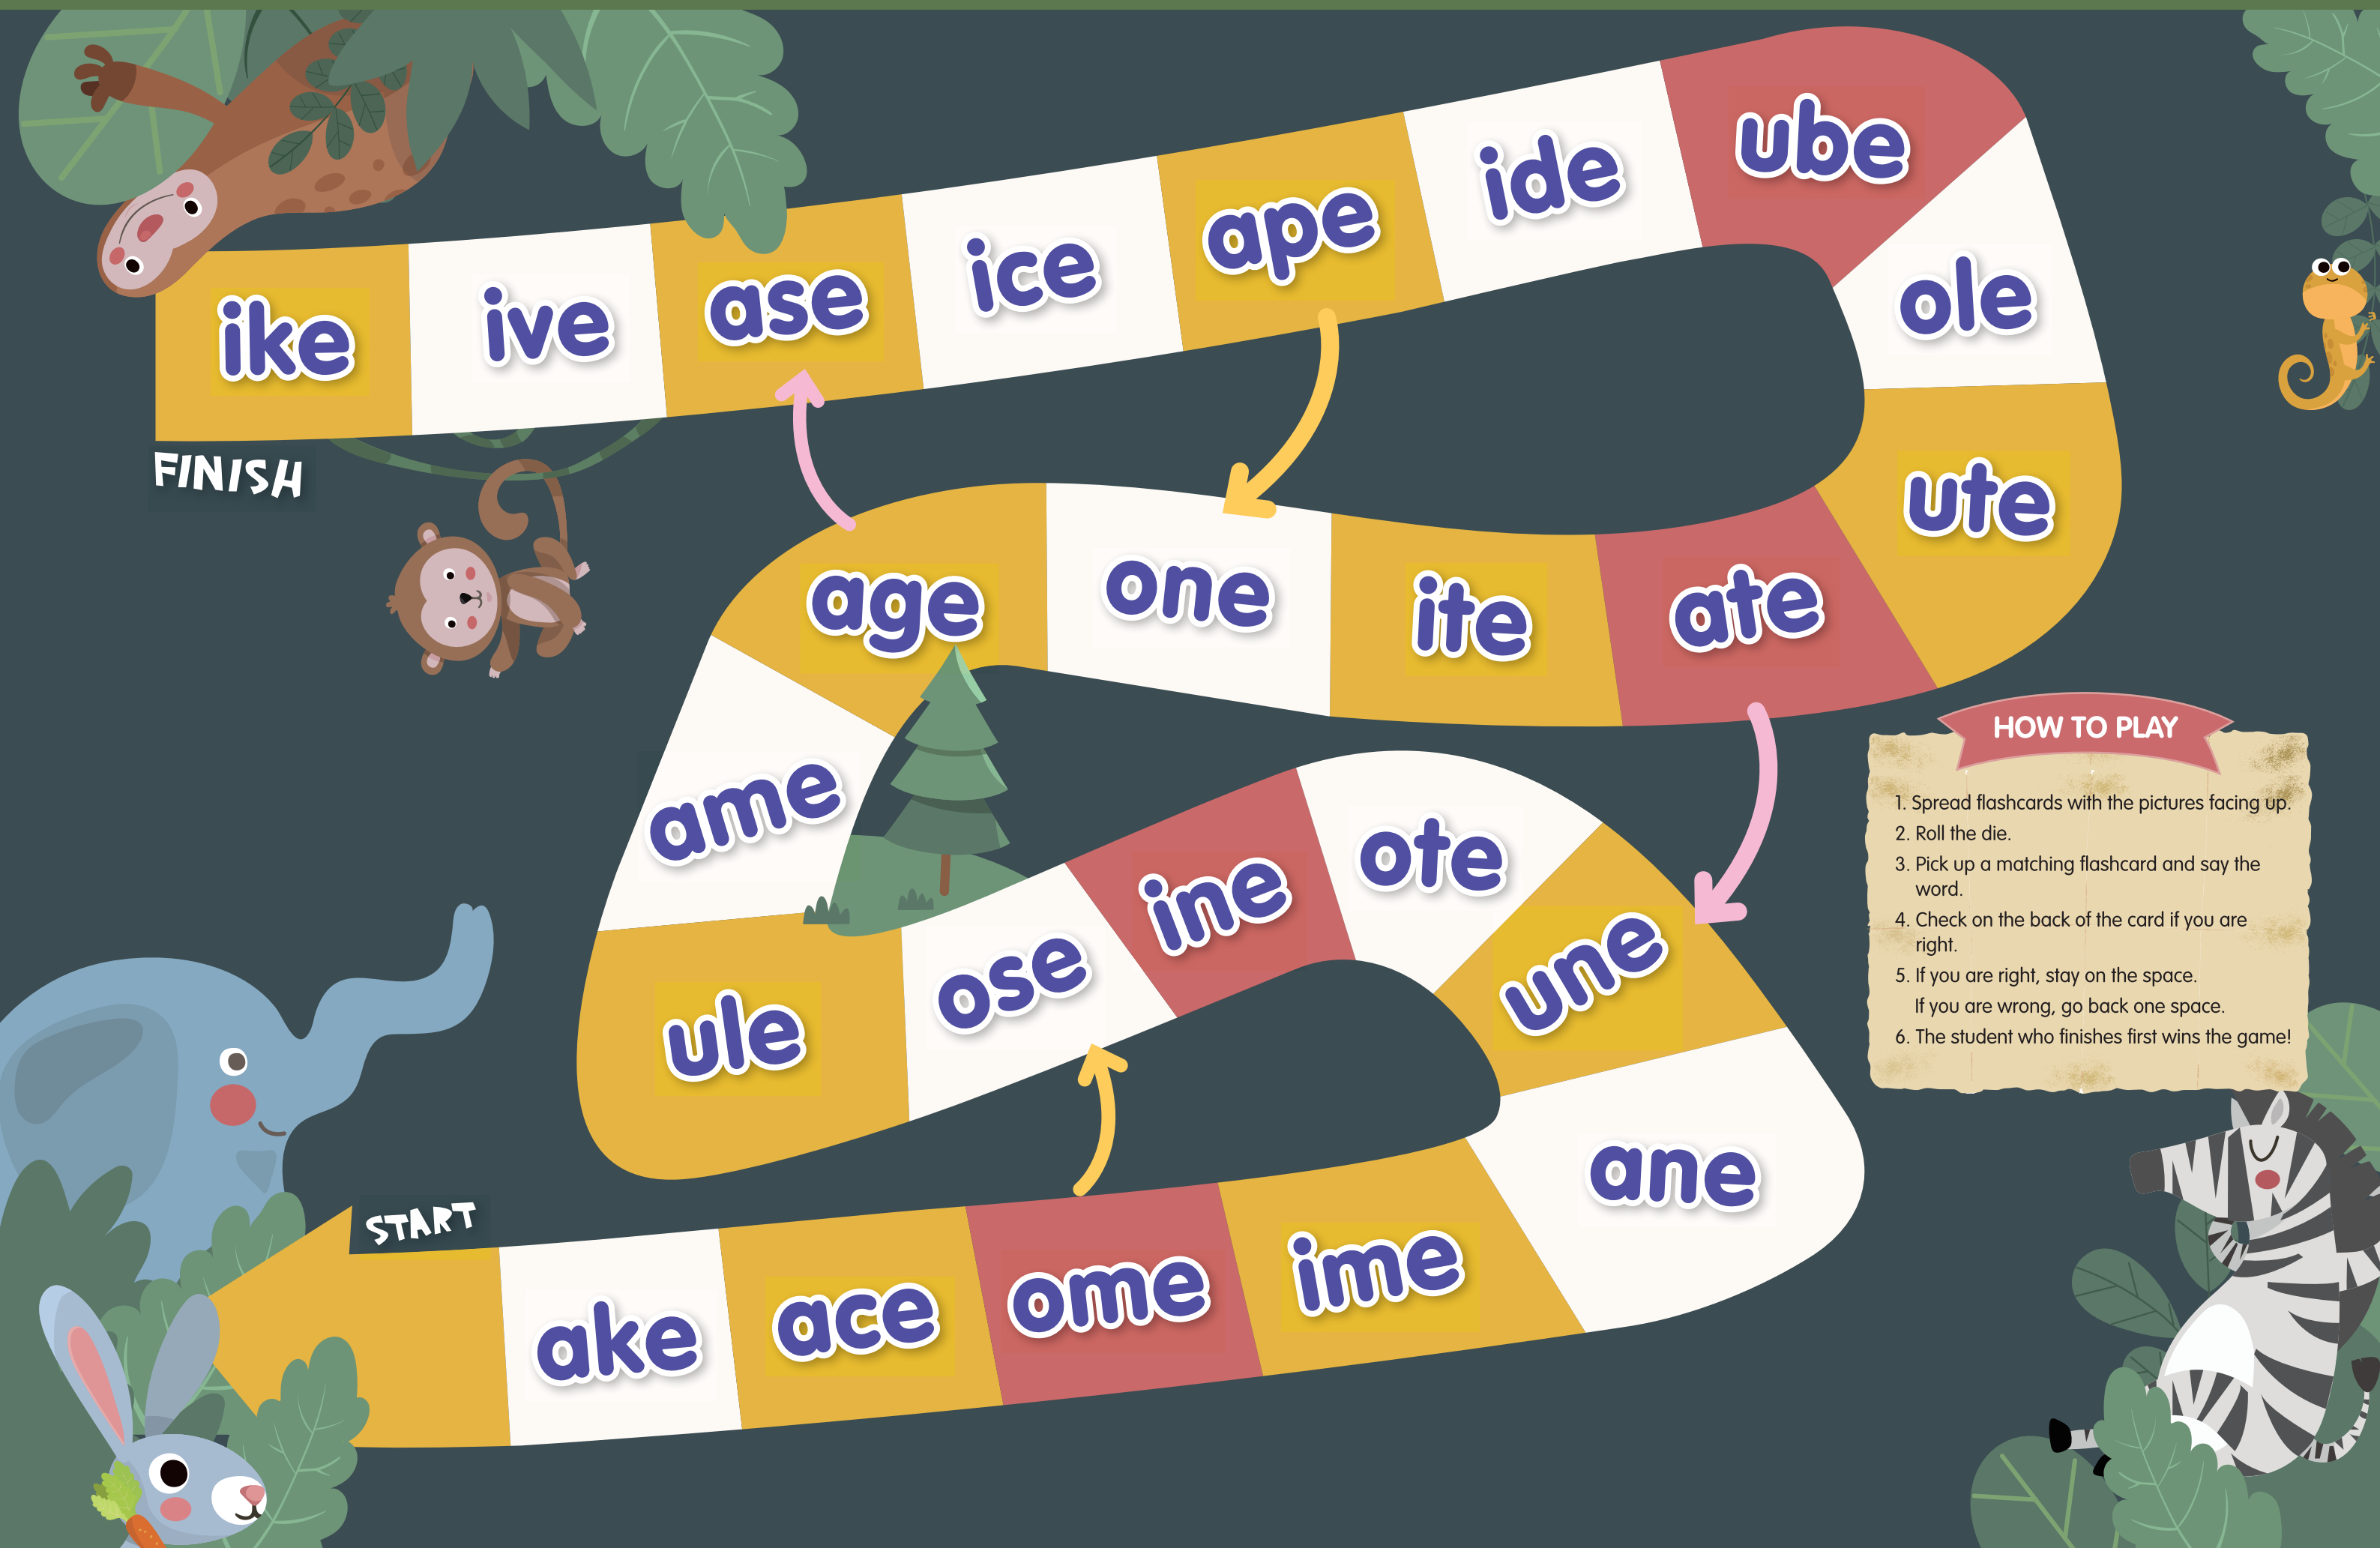 ube
ide
ape
ole
ice
ase
ive
ike
FINISH
ute
age
one
ite
ate
HOW TO PLAY
1. Spread flashcards with the pictures facing up.
2. Roll the die.
3. Pick up a matching flashcard and say the
word.
4. Check on the back of the card if you are
right.
5. If you are right, stay on the space.
If you are wrong, go back one space.
6. The student who finishes first wins the game!
ame
ote
ine
une
ose
ule
ane
START
ake
ace
ome
ime